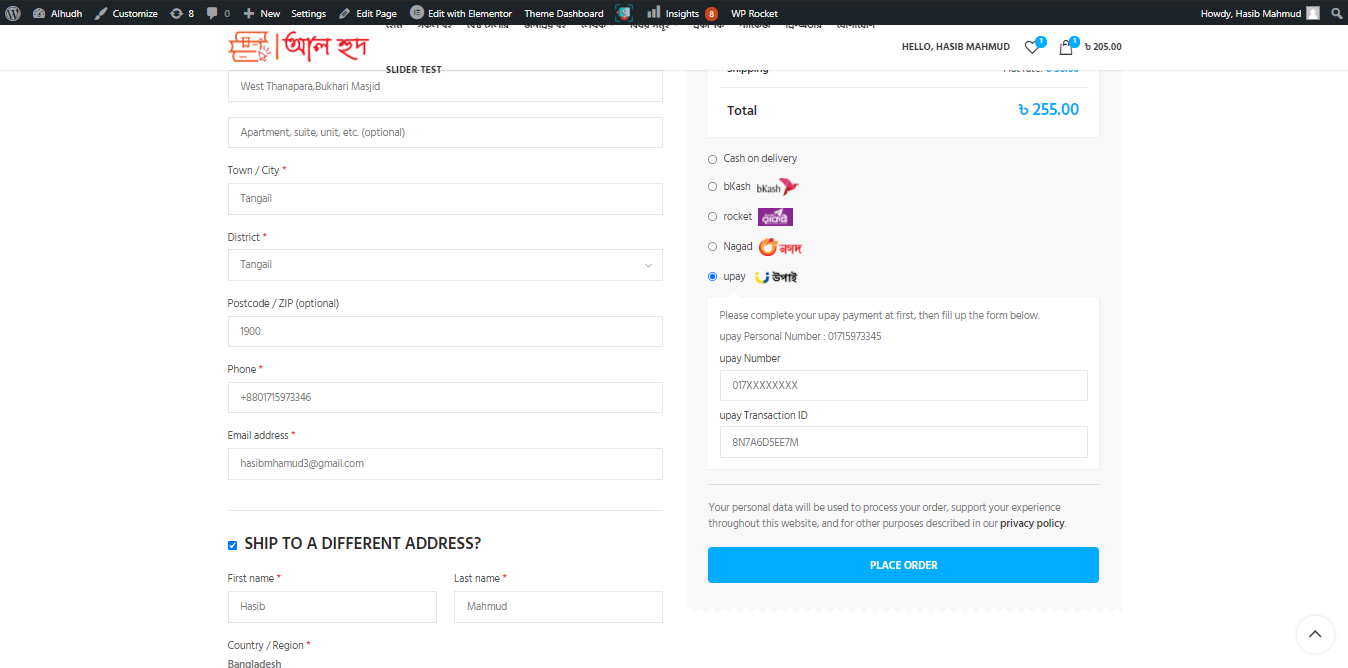 Alhudh Customize 8 0 New Settings Edit Page Edit with Elementor Theme Dashboard Insights 8 WP Rocket Howdy, Hasib Mahmud
আল হুদ
HELLO, HASIB MAHMUD 1 1 ৳ 205.00
SLIDER TEST
West Thanapara,Bukhari Masjid
Apartment, suite, unit, etc. (optional)
Town / City *
Tangail
District *
Tangail
Postcode / ZIP (optional)
1900
Phone *
+8801715973346
Email address *
hasibmhamud3@gmail.com
SHIP TO A DIFFERENT ADDRESS?
First name * Last name *
Hasib Mahmud
Country / Region *
Bangladesh
Shipping
Total ৳ 255.00
Cash on delivery
bKash bKash
rocket রকেট
Nagad নগদ
upay উপাই
Please complete your upay payment at first, then fill up the form below.
upay Personal Number : 01715973345
upay Number
017XXXXXXXX
upay Transaction ID
8N7A6D5EE7M
Your personal data will be used to process your order, support your experience
throughout this website, and for other purposes described in our privacy policy.
PLACE ORDER